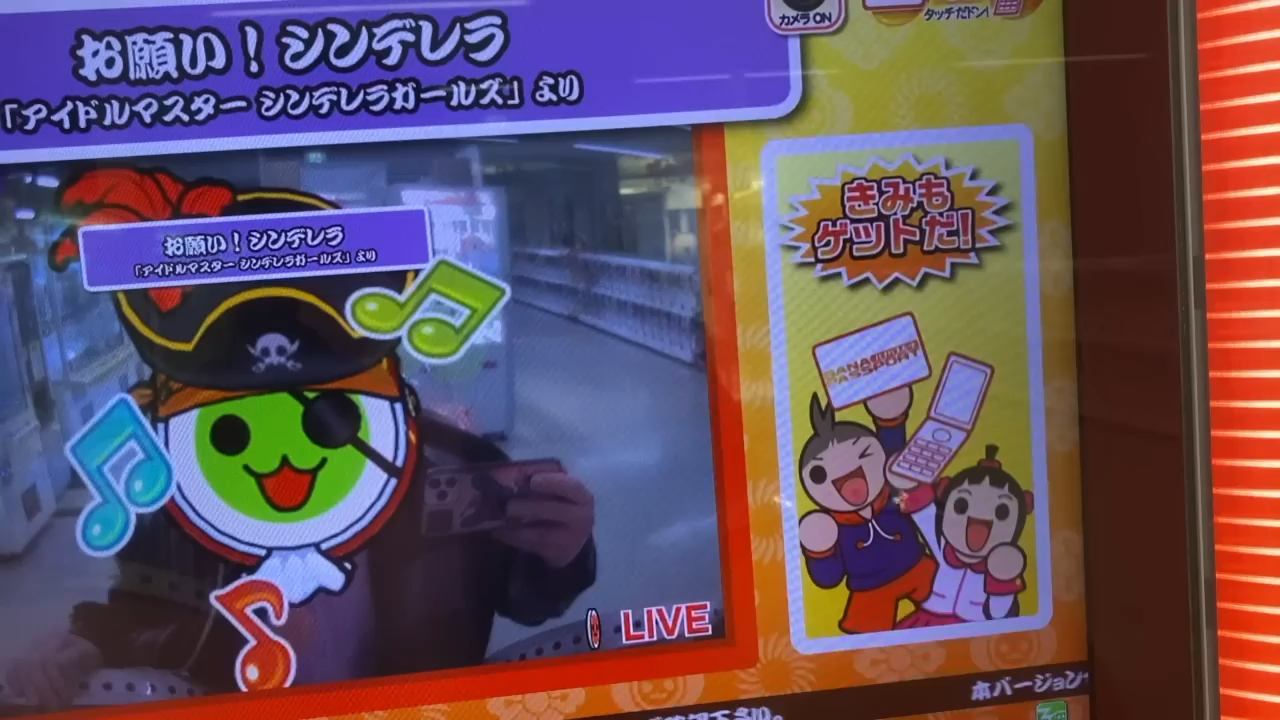 お願い！シンデレラ
「アイドルマスター シンデレラガールズ」より
カメラON
タッチだドン!
お願い！シンデレラ
「アイドルマスター シンデレラガールズ」より
きみも
ゲットだ!
BANAPASSPORT
LIVE
本バージョン
下さい。